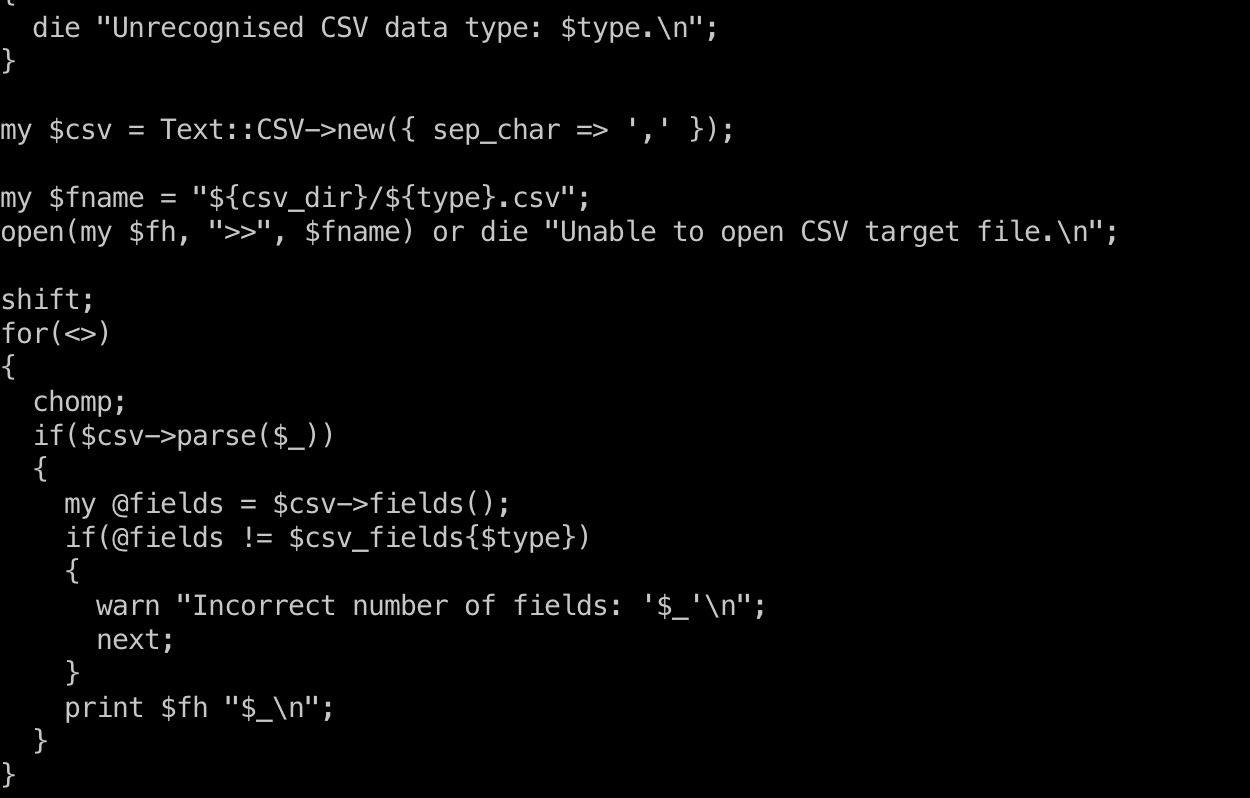 {
  die "Unrecognised CSV data type: $type.\n";
}

my $csv = Text::CSV->new({ sep_char => ',' });

my $fname = "${csv_dir}/${type}.csv";
open(my $fh, ">>", $fname) or die "Unable to open CSV target file.\n";

shift;
for(<>)
{
  chomp;
  if($csv->parse($_))
  {
    my @fields = $csv->fields();
    if(@fields != $csv_fields{$type})
    {
      warn "Incorrect number of fields: '$_'\n";
      next;
    }
    print $fh "$_\n";
  }
}